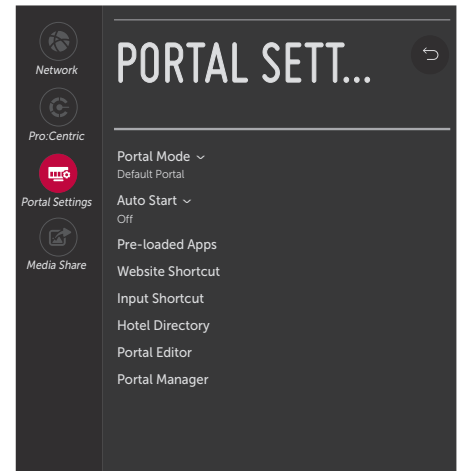 Network
Pro:Centric
Portal Settings
Media Share
PORTAL SETT...
Portal Mode
Default Portal
Auto Start
Off
Pre-loaded Apps
Website Shortcut
Input Shortcut
Hotel Directory
Portal Editor
Portal Manager